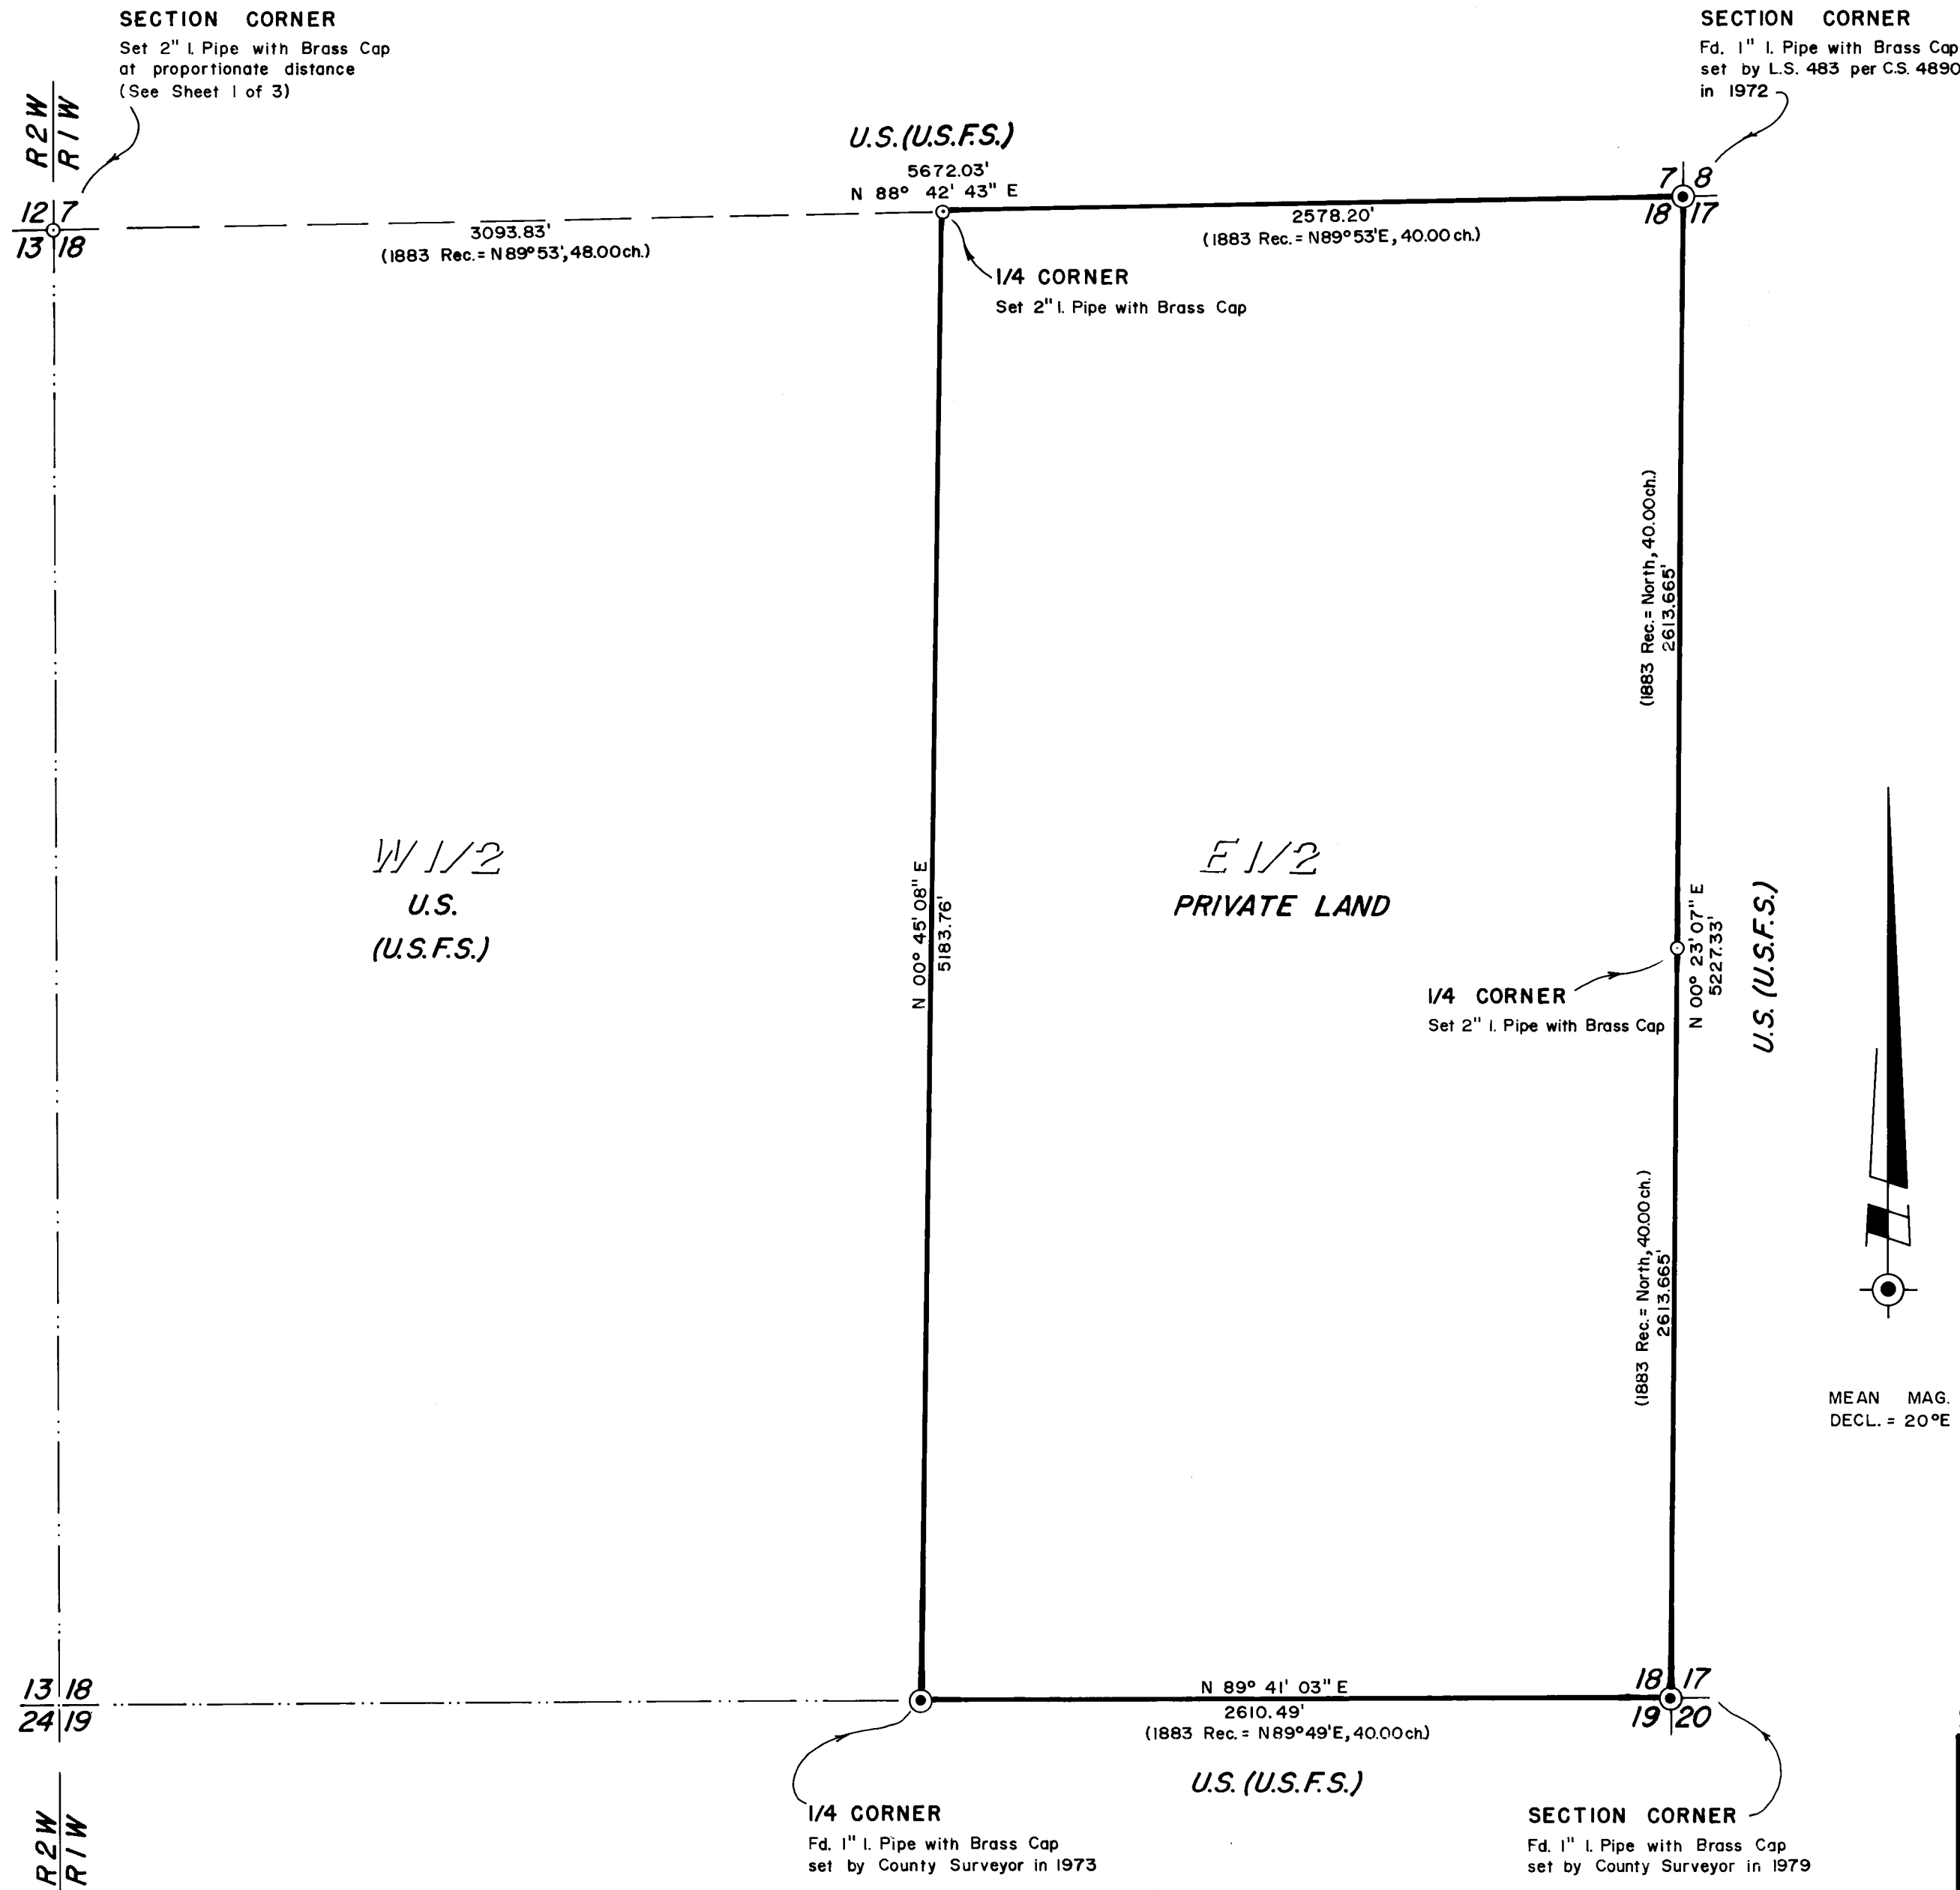 SECTION CORNER
Set 2" I. Pipe with Brass Cap
at proportionate distance
(See Sheet 1 of 3)
SECTION CORNER
Fd. 1" I. Pipe with Brass Cap
set by L.S. 483 per C.S. 4890
in 1972
R2W
R1W
U.S. (U.S.F.S.)
5672.03'
N 88° 42' 43" E
7 8
18 17
12 7
13 18
3093.83'
(1883 Rec. = N89°53', 48.00ch.)
2578.20'
(1883 Rec. = N89°53'E, 40.00 ch.)
1/4 CORNER
Set 2" I. Pipe with Brass Cap
(1883 Rec. = North, 40.00ch.)
2613.665'
W 1/2
U.S.
(U.S.F.S.)
N 00° 45' 08" E
5183.76'
E 1/2
PRIVATE LAND
N 00° 23' 07" E
5227.33'
U.S. (U.S.F.S.)
1/4 CORNER
Set 2" I. Pipe with Brass Cap
(1883 Rec. = North, 40.00ch.)
2613.665'
MEAN MAG.
DECL. = 20°E
13 18
24 19
N 89° 41' 03" E
2610.49'
(1883 Rec. = N89°49'E, 40.00ch.)
18 17
19 20
U.S. (U.S.F.S.)
R2W
R1W
1/4 CORNER
Fd. 1" I. Pipe with Brass Cap
set by County Surveyor in 1973
SECTION CORNER
Fd. 1" I. Pipe with Brass Cap
set by County Surveyor in 1979